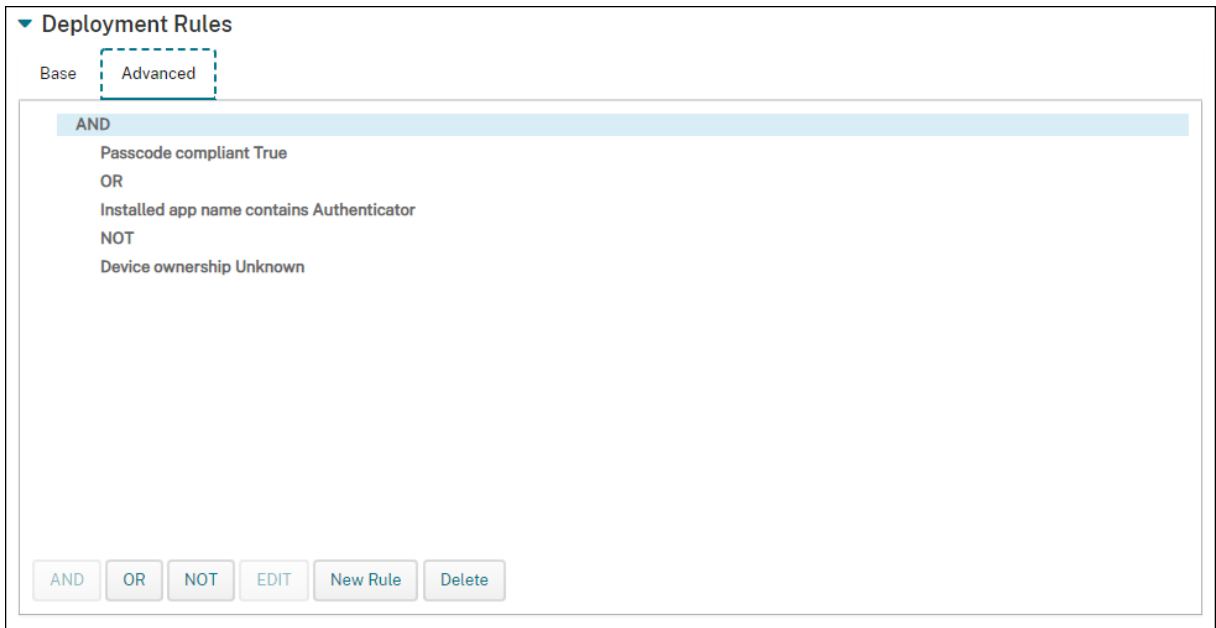 Deployment Rules
Base Advanced
AND
Passcode compliant True
OR
Installed app name contains Authenticator
NOT
Device ownership Unknown
AND OR NOT EDIT New Rule Delete